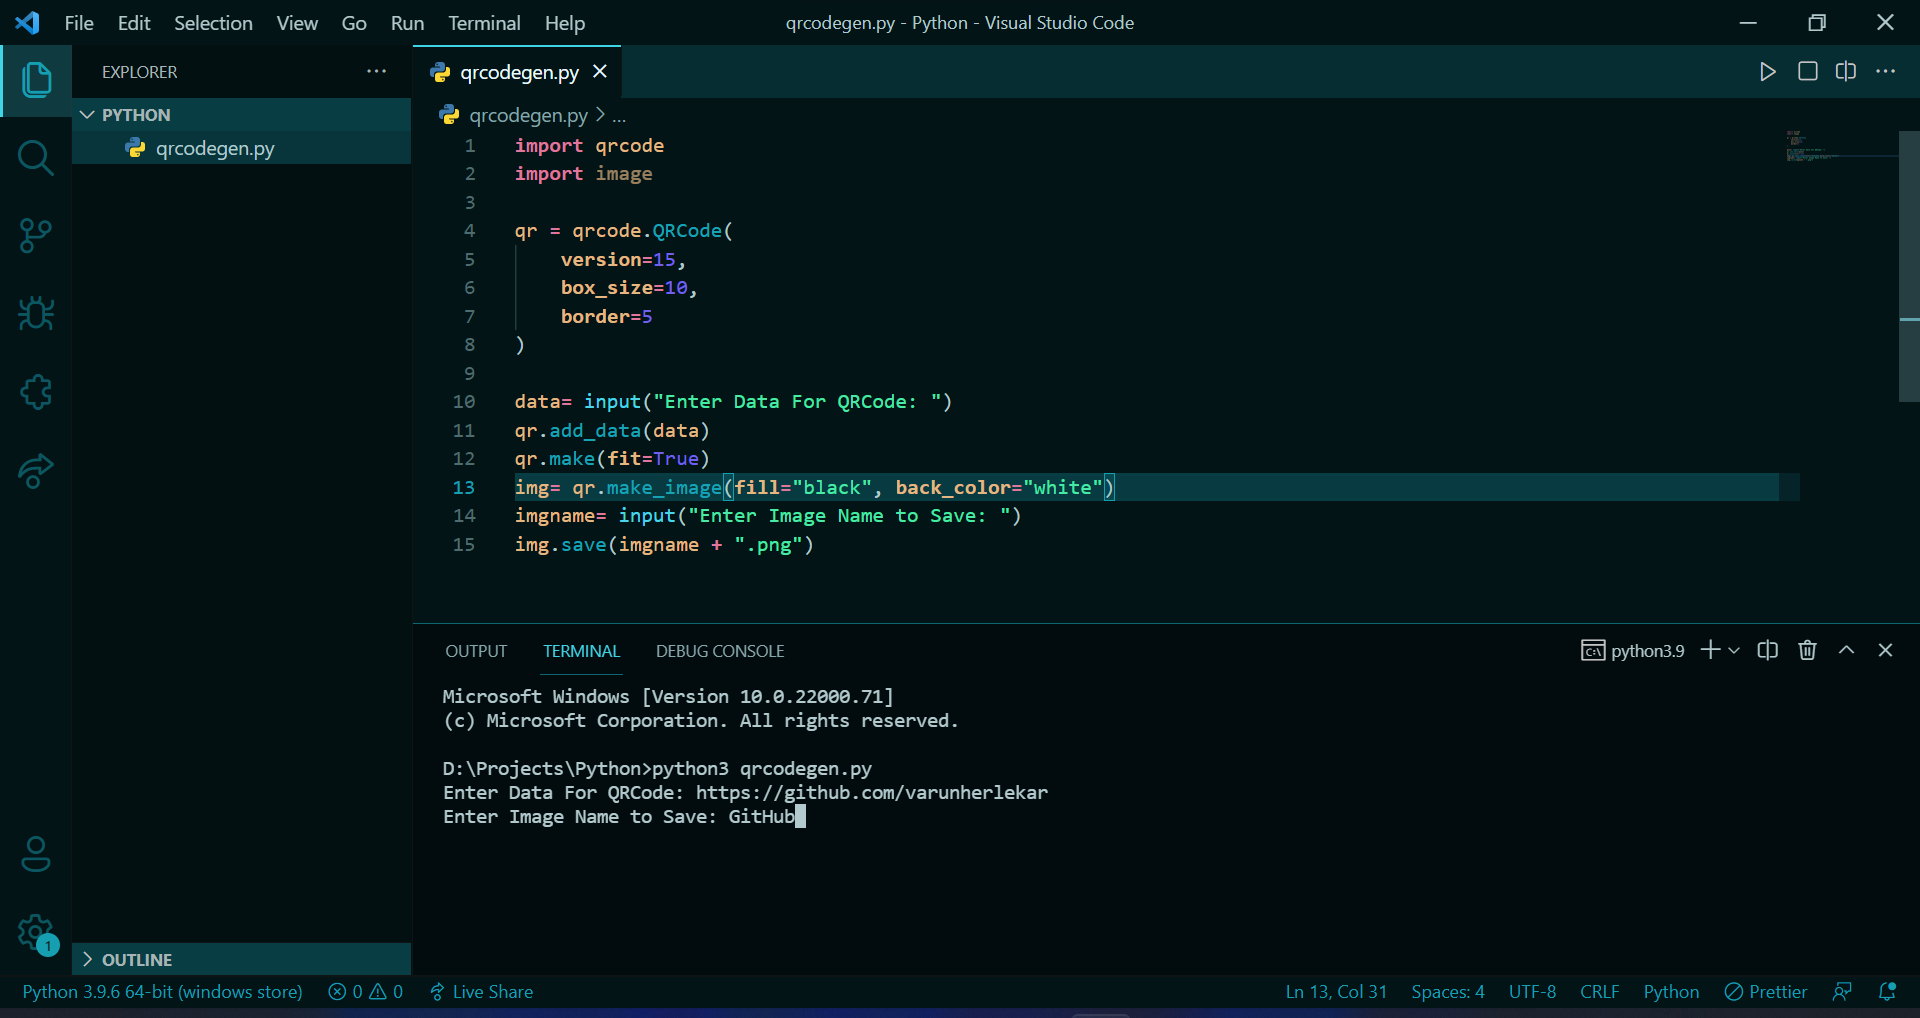 File Edit Selection View Go Run Terminal Help
qrcodegen.py - Python - Visual Studio Code
EXPLORER
PYTHON
qrcodegen.py
qrcodegen.py
qrcodegen.py > ...
1 import qrcode
2 import image
3
4 qr = qrcode.QRCode(
5     version=15,
6     box_size=10,
7     border=5
8 )
9
10 data= input("Enter Data For QRCode: ")
11 qr.add_data(data)
12 qr.make(fit=True)
13 img= qr.make_image(fill="black", back_color="white")
14 imgname= input("Enter Image Name to Save: ")
15 img.save(imgname + ".png")
OUTPUT TERMINAL DEBUG CONSOLE
python3.9
Microsoft Windows [Version 10.0.22000.71]
(c) Microsoft Corporation. All rights reserved.
D:\Projects\Python>python3 qrcodegen.py
Enter Data For QRCode: https://github.com/varunherlekar
Enter Image Name to Save: GitHub
1
OUTLINE
Python 3.9.6 64-bit (windows store) 0 0 Live Share Ln 13, Col 31 Spaces: 4 UTF-8 CRLF Python Prettier